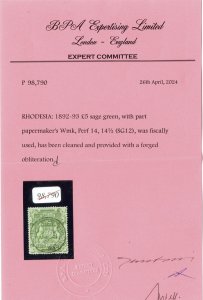 BPA Expertising Limited
London - England
EXPERT COMMITTEE
P 98,790 26th April, 2024
RHODESIA: 1892-93 £5 sage green, with part
papermaker's Wmk, Perf 14, 14½ (SG12), was fiscally
used, has been cleaned and provided with a forged
obliteration.
98,790